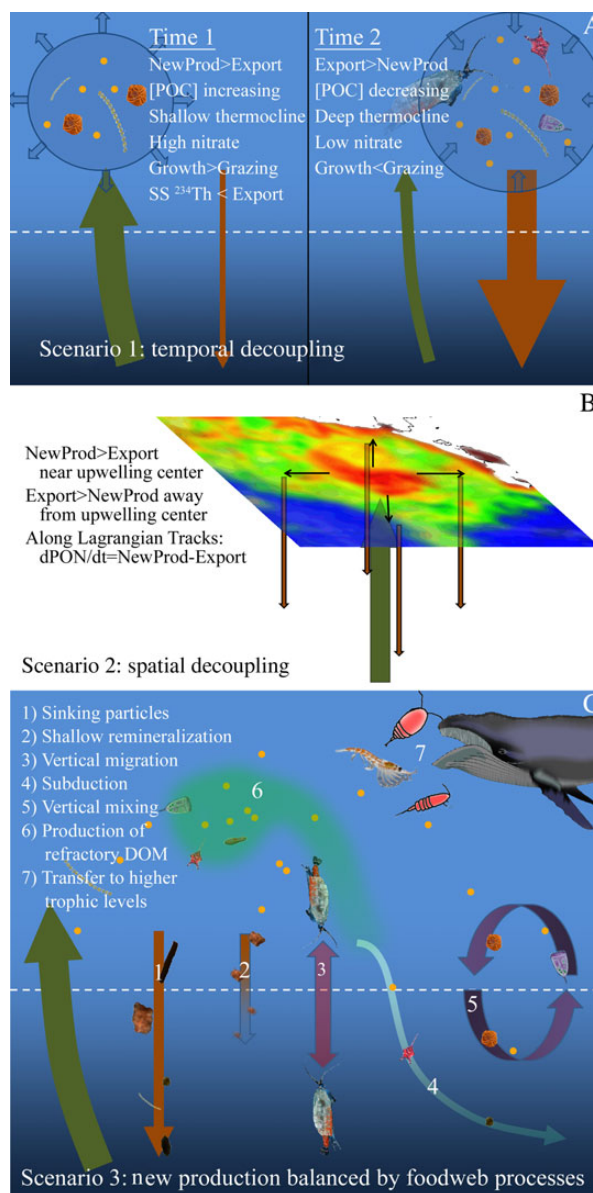 A
Time 1
NewProd>Export
[POC] increasing
Shallow thermocline
High nitrate
Growth>Grazing
SS ²³⁴Th < Export
Time 2
Export>NewProd
[POC] decreasing
Deep thermocline
Low nitrate
Growth<Grazing
Scenario 1: temporal decoupling
B
NewProd>Export
near upwelling center
Export>NewProd away
from upwelling center
Along Lagrangian Tracks:
dPON/dt=NewProd-Export
Scenario 2: spatial decoupling
C
1) Sinking particles
2) Shallow remineralization
3) Vertical migration
4) Subduction
5) Vertical mixing
6) Production of
refractory DOM
7) Transfer to higher
trophic levels
7
6
1
2
3
5
4
Scenario 3: new production balanced by foodweb processes